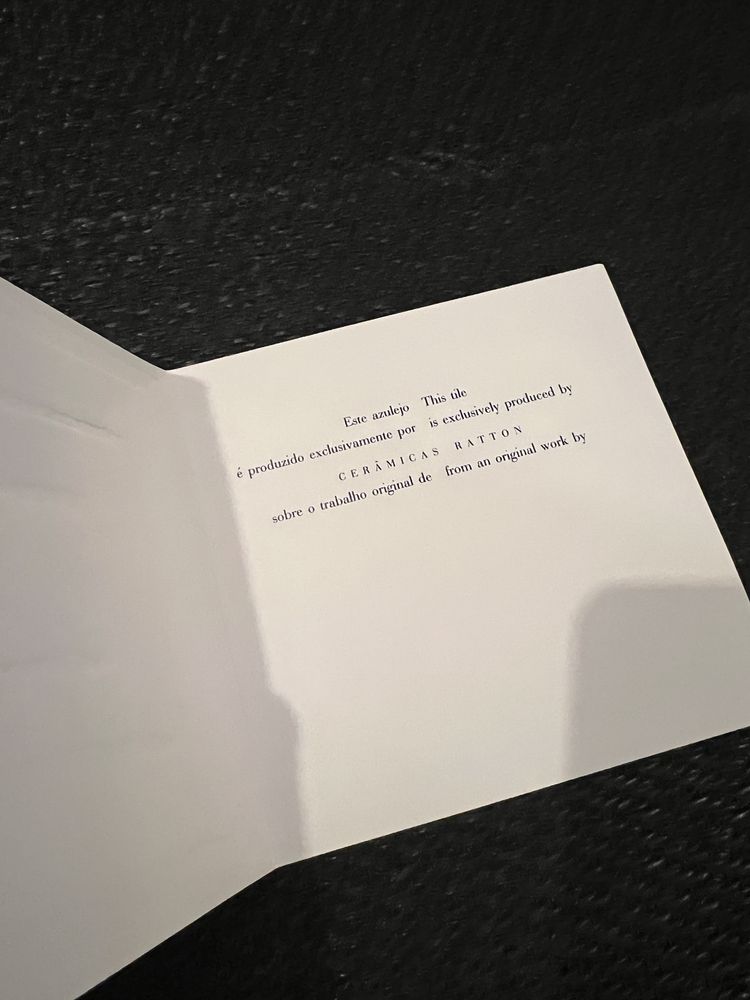 Este azulejo This tile
é produzido exclusivamente por is exclusively produced by
CERÂMICAS RATTON
sobre o trabalho original de from an original work by